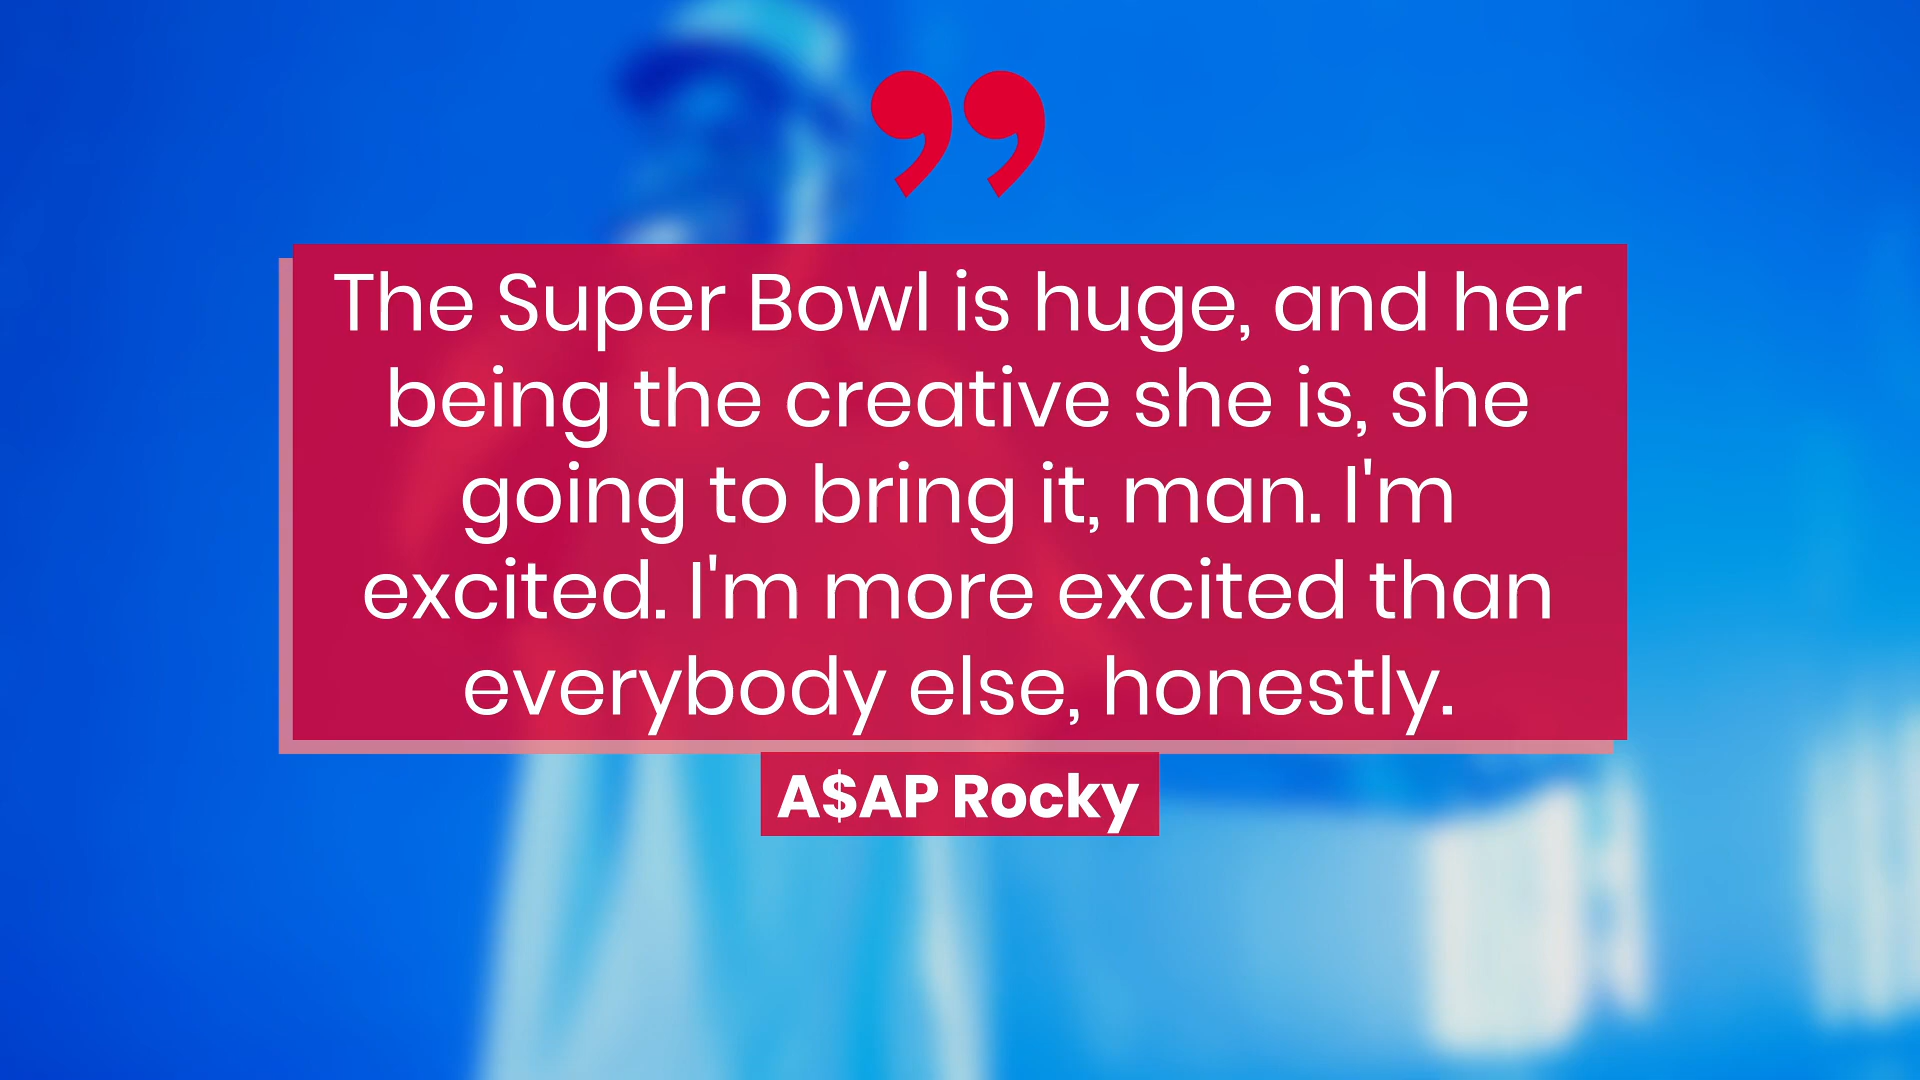 ”
The Super Bowl is huge, and her
being the creative she is, she
going to bring it, man. I'm
excited. I'm more excited than
everybody else, honestly.
A$AP Rocky